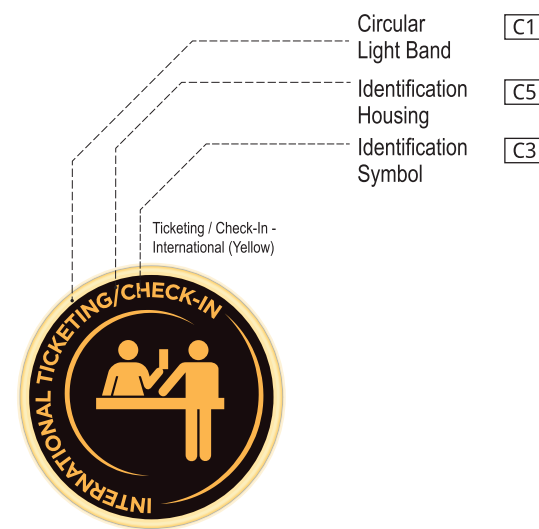 Circular
Light Band
C1
Identification
Housing
C5
Identification
Symbol
C3
Ticketing / Check-In -
International (Yellow)
INTERNATIONAL TICKETING/CHECK-IN